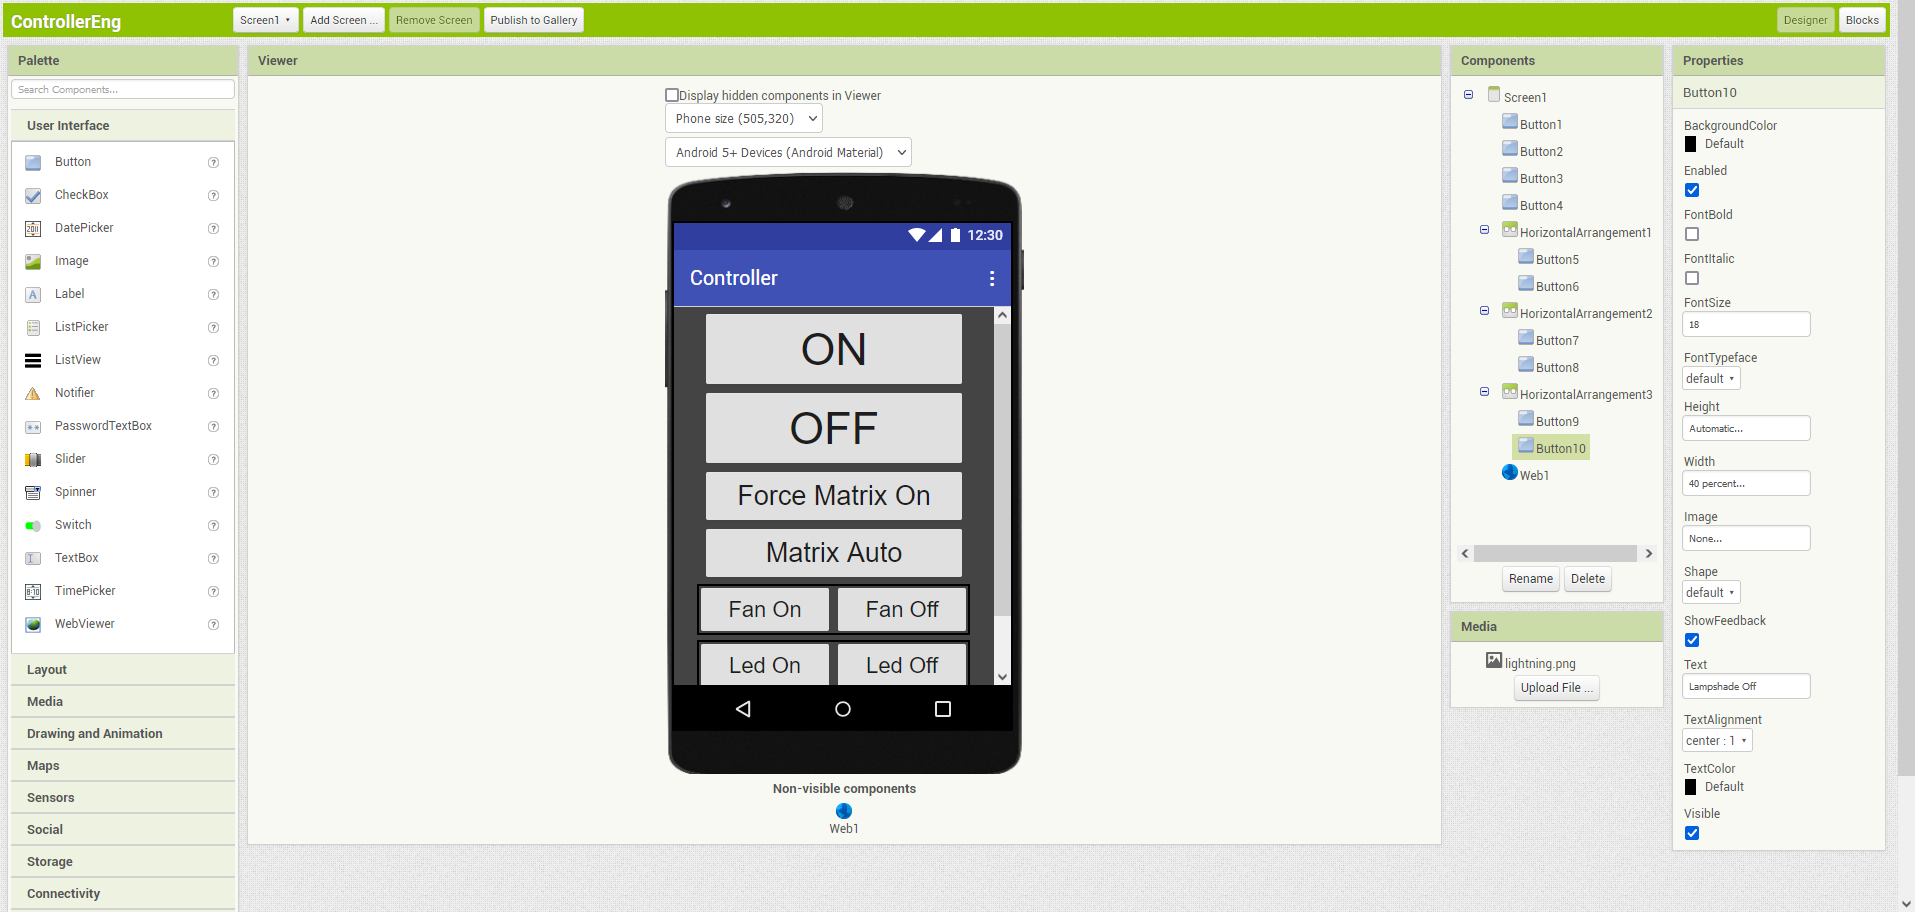 ControllerEng
Screen1
Add Screen ...
Remove Screen
Publish to Gallery
Designer
Blocks
Palette
Search Components...
User Interface
Button
?
CheckBox
?
DatePicker
?
Image
?
Label
?
ListPicker
?
ListView
?
Notifier
?
PasswordTextBox
?
Slider
?
Spinner
?
Switch
?
TextBox
?
TimePicker
?
WebViewer
?
Layout
Media
Drawing and Animation
Maps
Sensors
Social
Storage
Connectivity
Viewer
Display hidden components in Viewer
Phone size (505,320)
Android 5+ Devices (Android Material)
12:30
Controller
ON
OFF
Force Matrix On
Matrix Auto
Fan On
Fan Off
Led On
Led Off
Non-visible components
Web1
Components
Screen1
Button1
Button2
Button3
Button4
HorizontalArrangement1
Button5
Button6
HorizontalArrangement2
Button7
Button8
HorizontalArrangement3
Button9
Button10
Web1
Rename
Delete
Media
lightning.png
Upload File ...
Properties
Button10
BackgroundColor
Default
Enabled
FontBold
FontItalic
FontSize
18
FontTypeface
default
Height
Automatic...
Width
40 percent...
Image
None...
Shape
default
ShowFeedback
Text
Lampshade Off
TextAlignment
center : 1
TextColor
Default
Visible